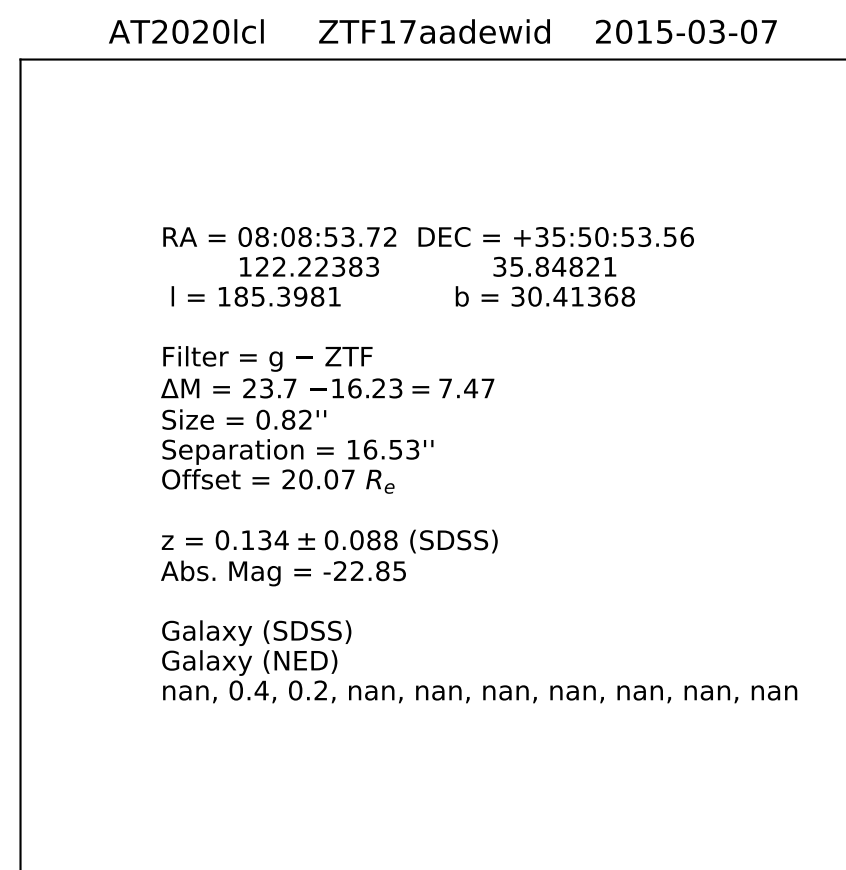 AT2020lcl ZTF17aadewid 2015-03-07
RA = 08:08:53.72 DEC = +35:50:53.56
122.22383 35.84821
l = 185.3981 b = 30.41368
Filter = g − ZTF
ΔM = 23.7 −16.23 = 7.47
Size = 0.82''
Separation = 16.53''
Offset = 20.07 Rₑ
z = 0.134 ± 0.088 (SDSS)
Abs. Mag = -22.85
Galaxy (SDSS)
Galaxy (NED)
nan, 0.4, 0.2, nan, nan, nan, nan, nan, nan, nan